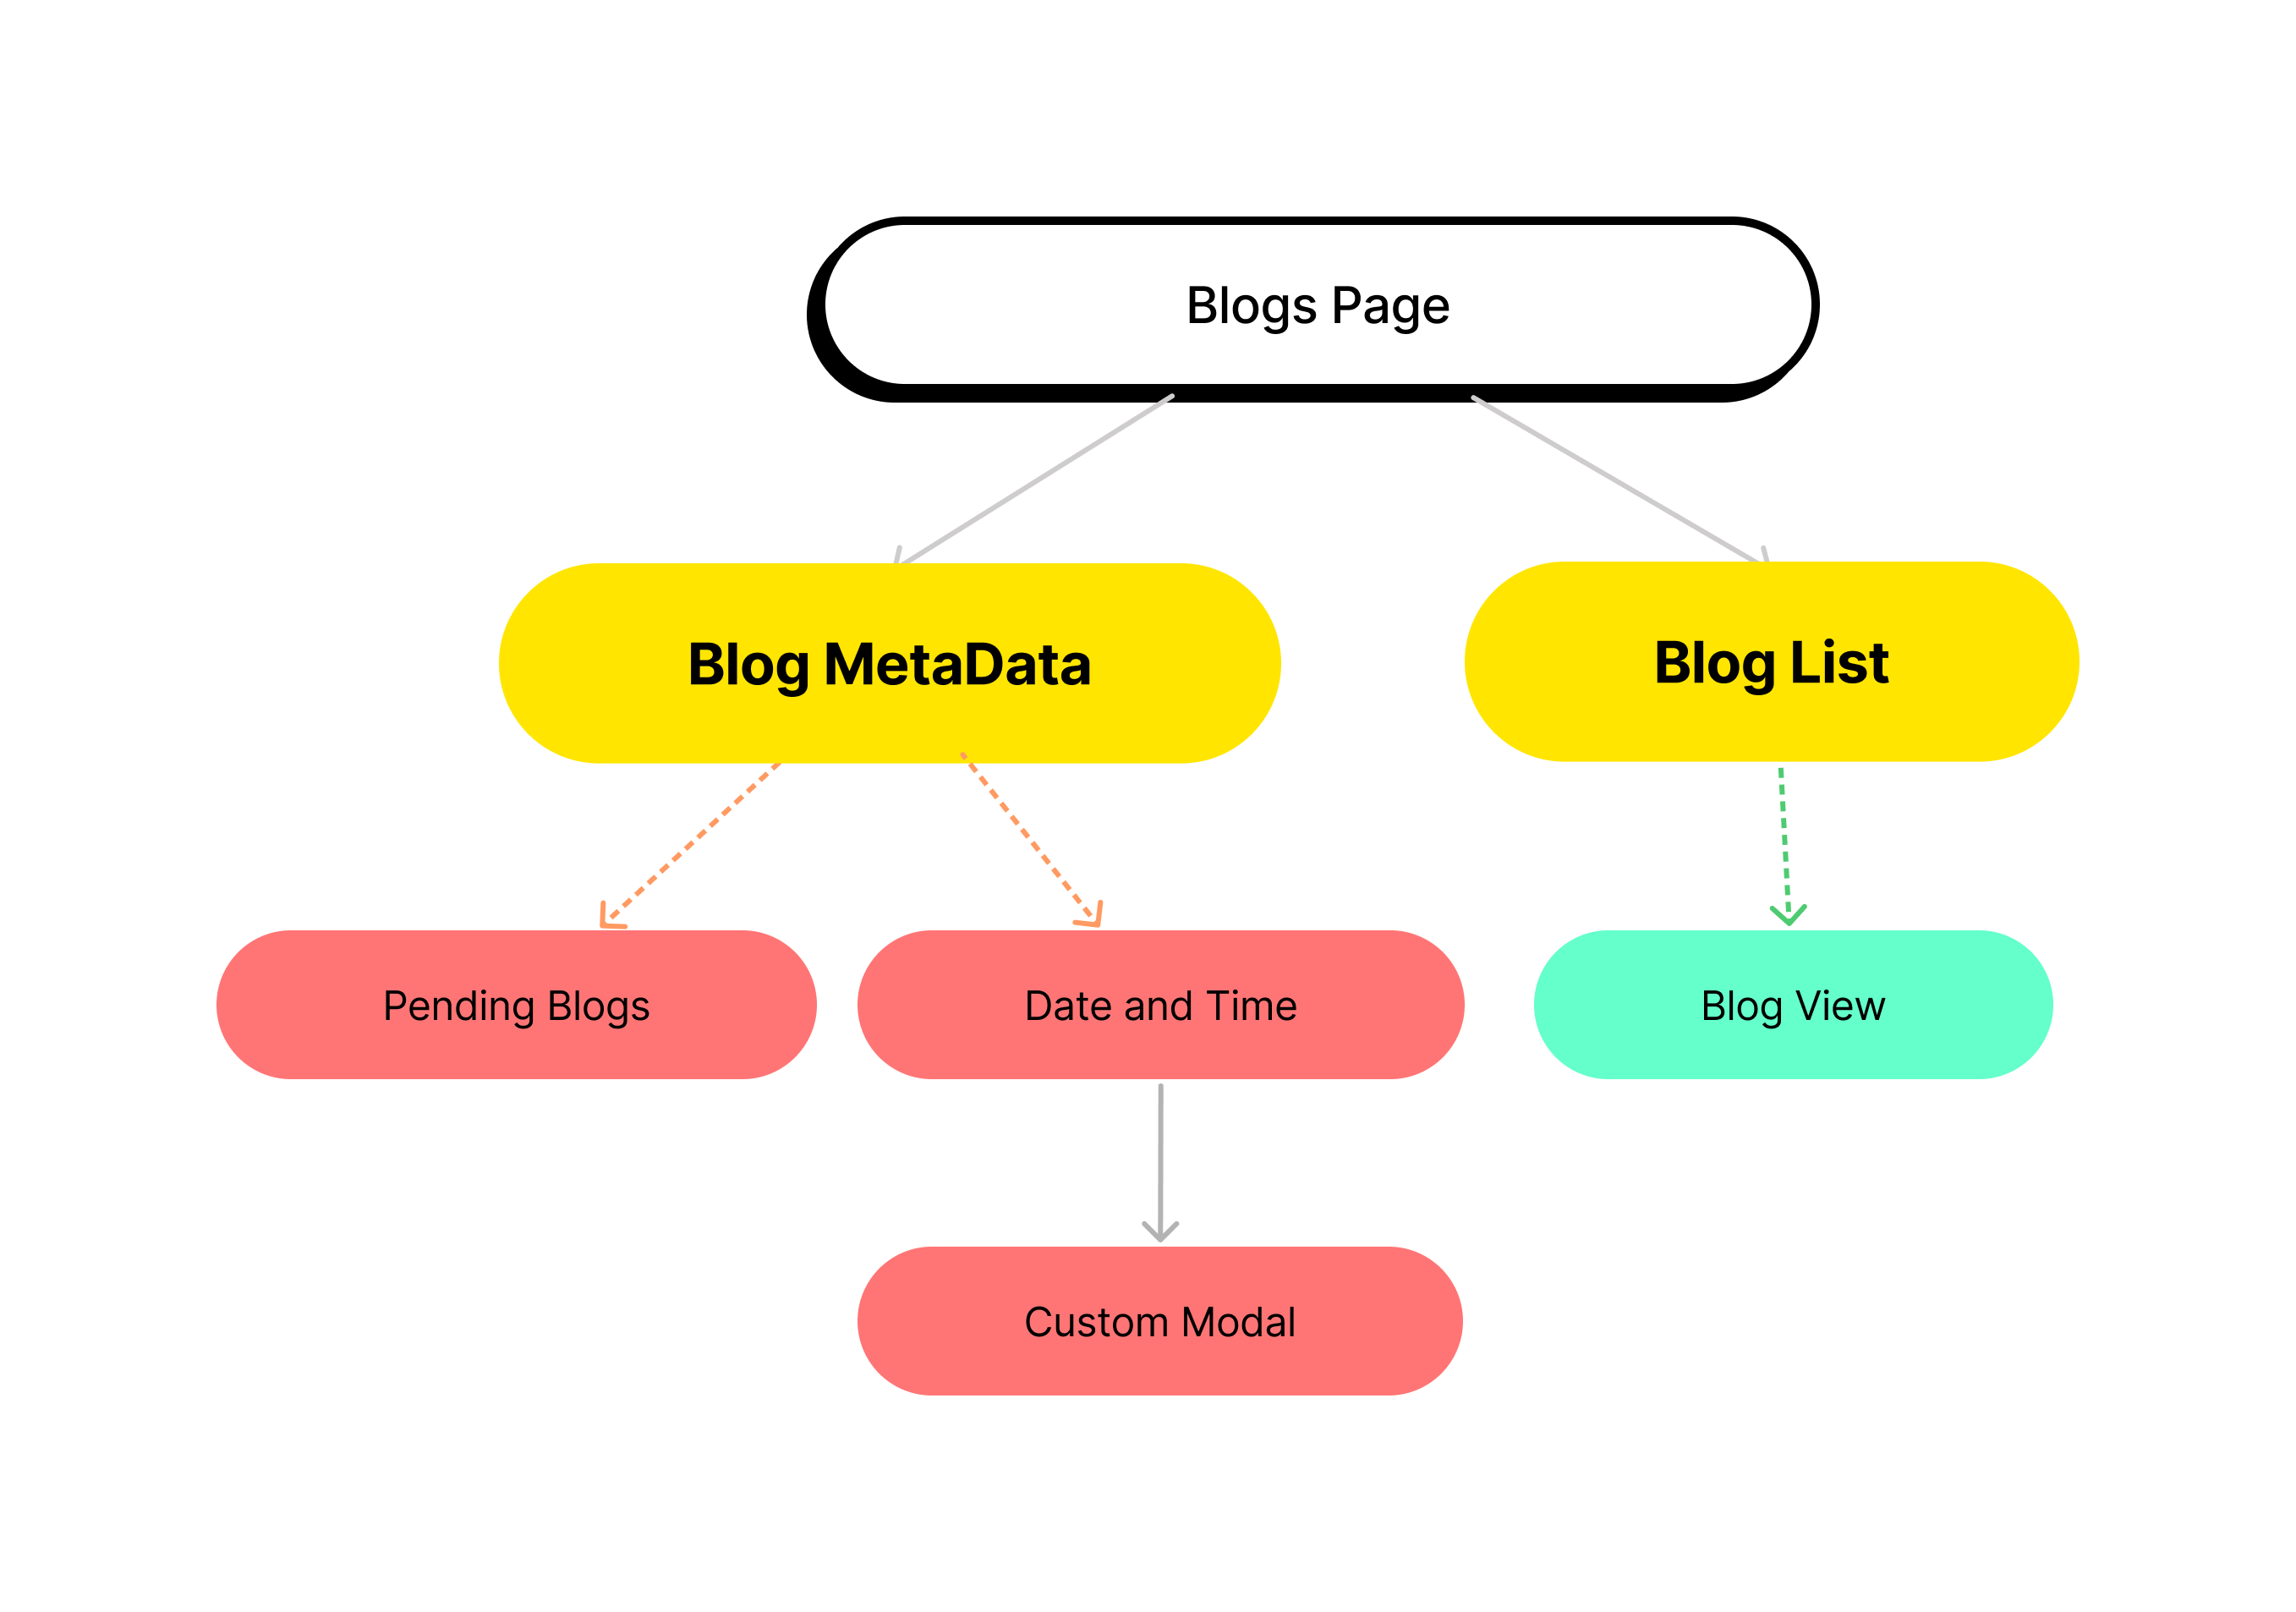 Blogs Page
Blog MetaData
Blog List
Pending Blogs
Date and Time
Blog View
Custom Modal